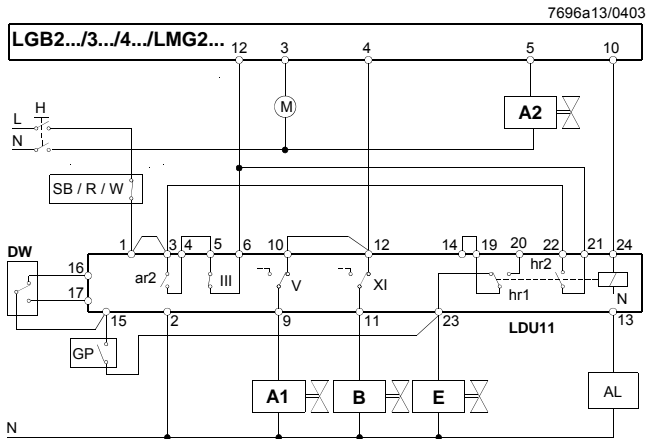 7696a13/0403
LGB2.../3.../4.../LMG2...
12 3 4 5 10
H
L
M
A2
N
SB / R / W
1 3 4 5 6 10 12 14 19 20 22 21 24
DW
hr2
16
ar2 III V XI
17
hr1 N
15 2 9 11 23 LDU11 13
GP
A1 B E AL
N